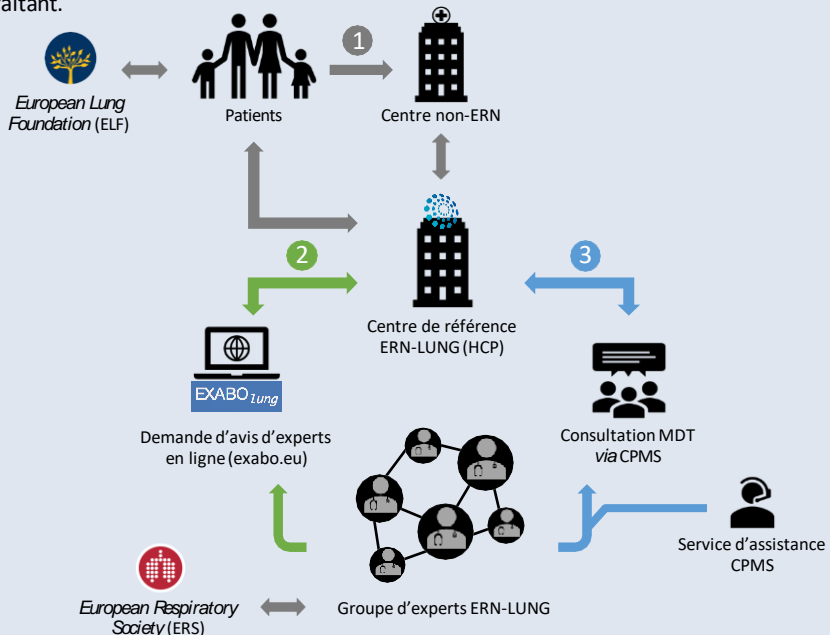 raitant.
1
European Lung
Foundation (ELF)
Patients
Centre non-ERN
2
3
Centre de référence
ERN-LUNG (HCP)
EXABO lung
Demande d'avis d'experts
en ligne (exabo.eu)
Consultation MDT
via CPMS
Service d'assistance
CPMS
European Respiratory
Society (ERS)
Groupe d'experts ERN-LUNG